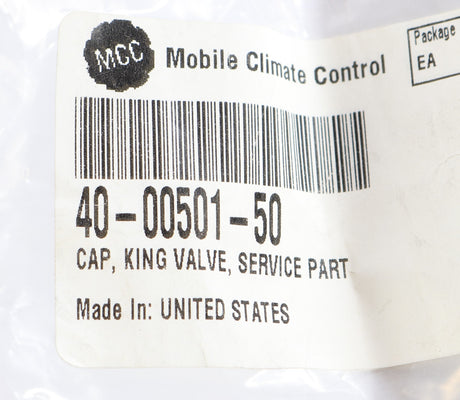 MCC Mobile Climate Control
Package
EA
40-00501-50
CAP, KING VALVE, SERVICE PART
Made In: UNITED STATES